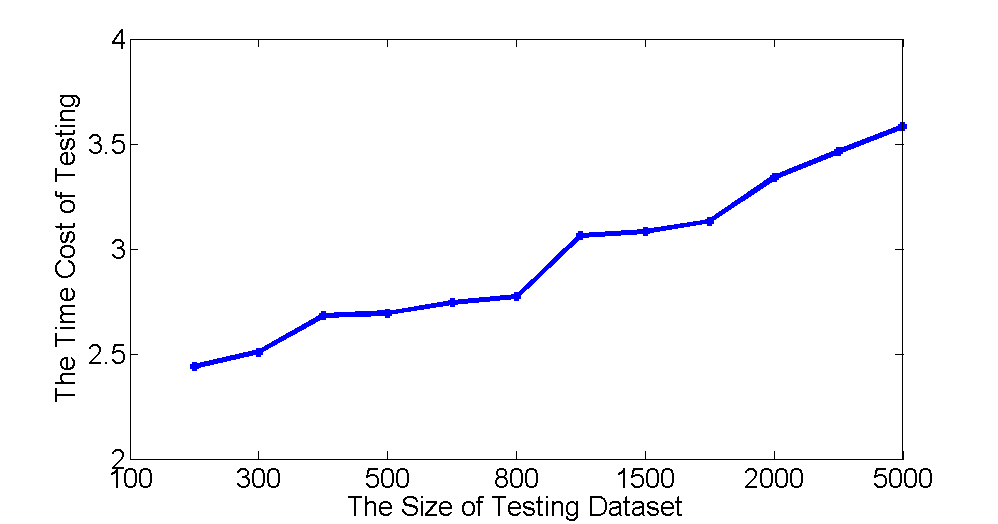 4
3.5
3
2.5
2
The Time Cost of Testing
100 300 500 800 1500 2000 5000
The Size of Testing Dataset